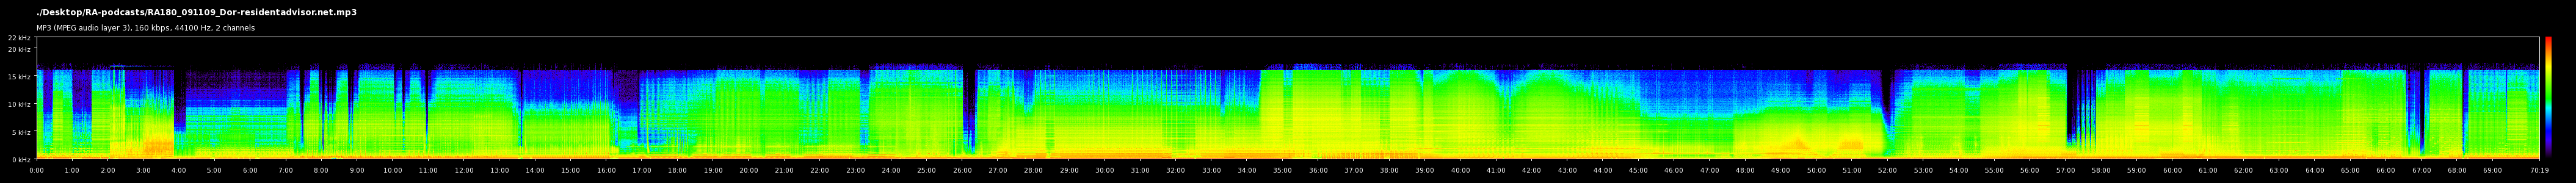 ./Desktop/RA-podcasts/RA180_091109_Dor-residentadvisor.net.mp3
MP3 (MPEG audio layer 3), 160 kbps, 44100 Hz, 2 channels
22 kHz
20 kHz
15 kHz
10 kHz
5 kHz
0 kHz
0:00 1:00 2:00 3:00 4:00 5:00 6:00 7:00 8:00 9:00 10:00 11:00 12:00 13:00 14:00 15:00 16:00 17:00 18:00 19:00 20:00 21:00 22:00 23:00 24:00 25:00 26:00 27:00 28:00 29:00 30:00 31:00 32:00 33:00 34:00 35:00 36:00 37:00 38:00 39:00 40:00 41:00 42:00 43:00 44:00 45:00 46:00 47:00 48:00 49:00 50:00 51:00 52:00 53:00 54:00 55:00 56:00 57:00 58:00 59:00 60:00 61:00 62:00 63:00 64:00 65:00 66:00 67:00 68:00 69:00 70:19